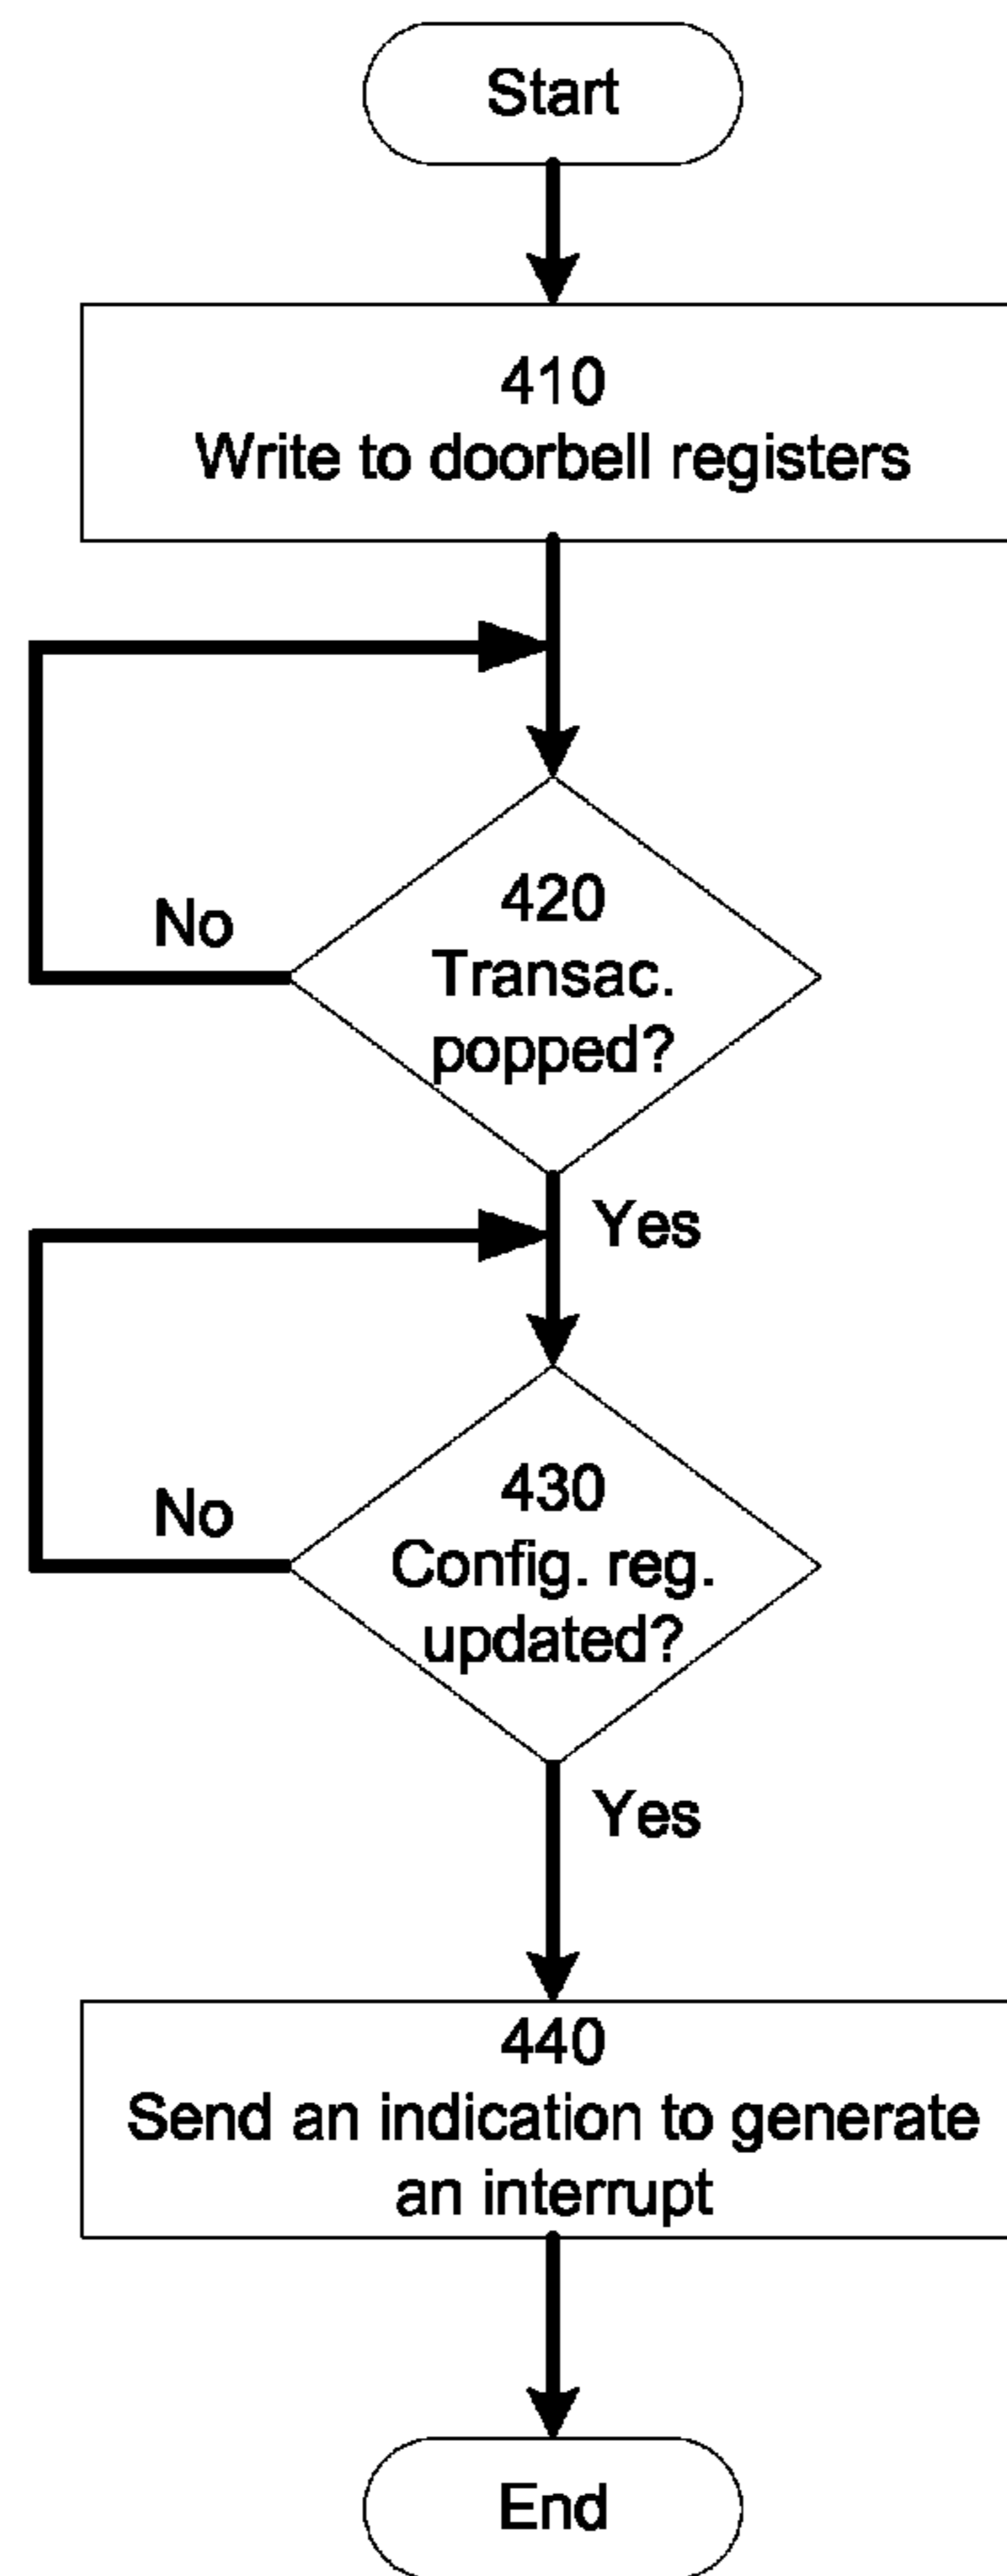 Start
410
Write to doorbell registers
420
No
Transac.
popped?
Yes
430
No
Config. reg.
updated?
Yes
440
Send an indication to generate
an interrupt
End